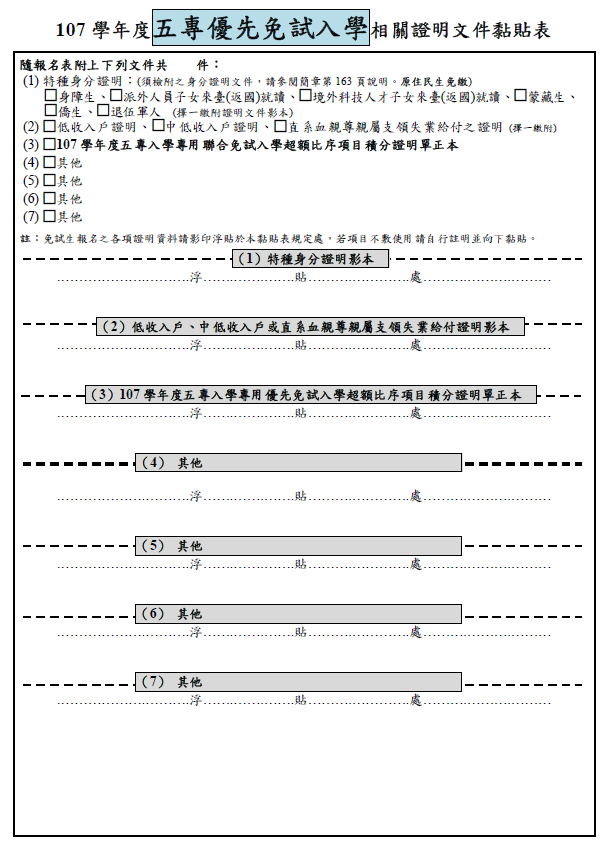 107 學年度五專優先免試入學相關證明文件黏貼表
隨報名表附上下列文件共　　件：
(1) 特種身分證明：(須檢附之身分證明文件，請參閱簡章第 163 頁說明。原住民生免繳)
□身障生、□派外人員子女來臺(返國)就讀、□境外科技人才子女來臺(返國)就讀、□蒙藏生、
□僑生、□退伍軍人 (擇一繳附證明文件影本)
(2) □低收入戶證明、□中低收入戶證明、□直系血親尊親屬支領失業給付之證明 (擇一繳附)
(3) □107 學年度五專入學專用聯合免試入學超額比序項目積分證明單正本
(4) □其他
(5) □其他
(6) □其他
(7) □其他
註：免試生報名之各項證明資料請影印浮貼於本黏貼表規定處，若項目不敷使用請自行註明並向下黏貼。
(1) 特種身分證明影本
……………………浮………………貼…………………處……………………
(2) 低收入戶、中低收入戶或直系血親尊親屬支領失業給付證明影本
……………………浮………………貼…………………處……………………
(3) 107 學年度五專入學專用優先免試入學超額比序項目積分證明單正本
……………………浮………………貼…………………處……………………
(4) 其他
……………………浮………………貼…………………處……………………
(5) 其他
……………………浮………………貼…………………處……………………
(6) 其他
……………………浮………………貼…………………處……………………
(7) 其他
……………………浮………………貼…………………處……………………